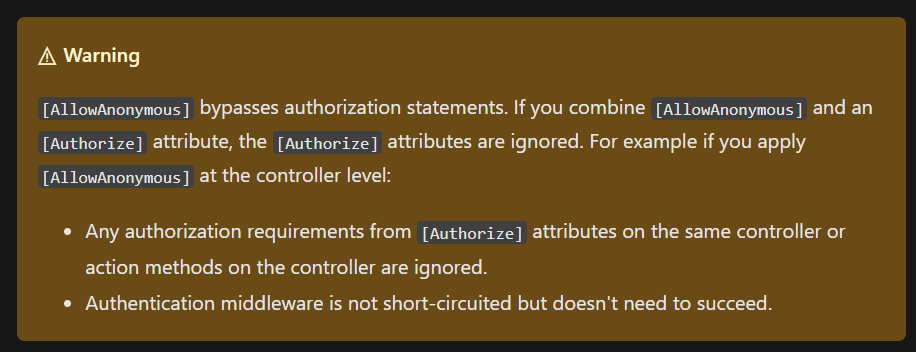 ⚠ Warning
[AllowAnonymous] bypasses authorization statements. If you combine [AllowAnonymous] and an
[Authorize] attribute, the [Authorize] attributes are ignored. For example if you apply
[AllowAnonymous] at the controller level:
• Any authorization requirements from [Authorize] attributes on the same controller or
action methods on the controller are ignored.
• Authentication middleware is not short-circuited but doesn't need to succeed.